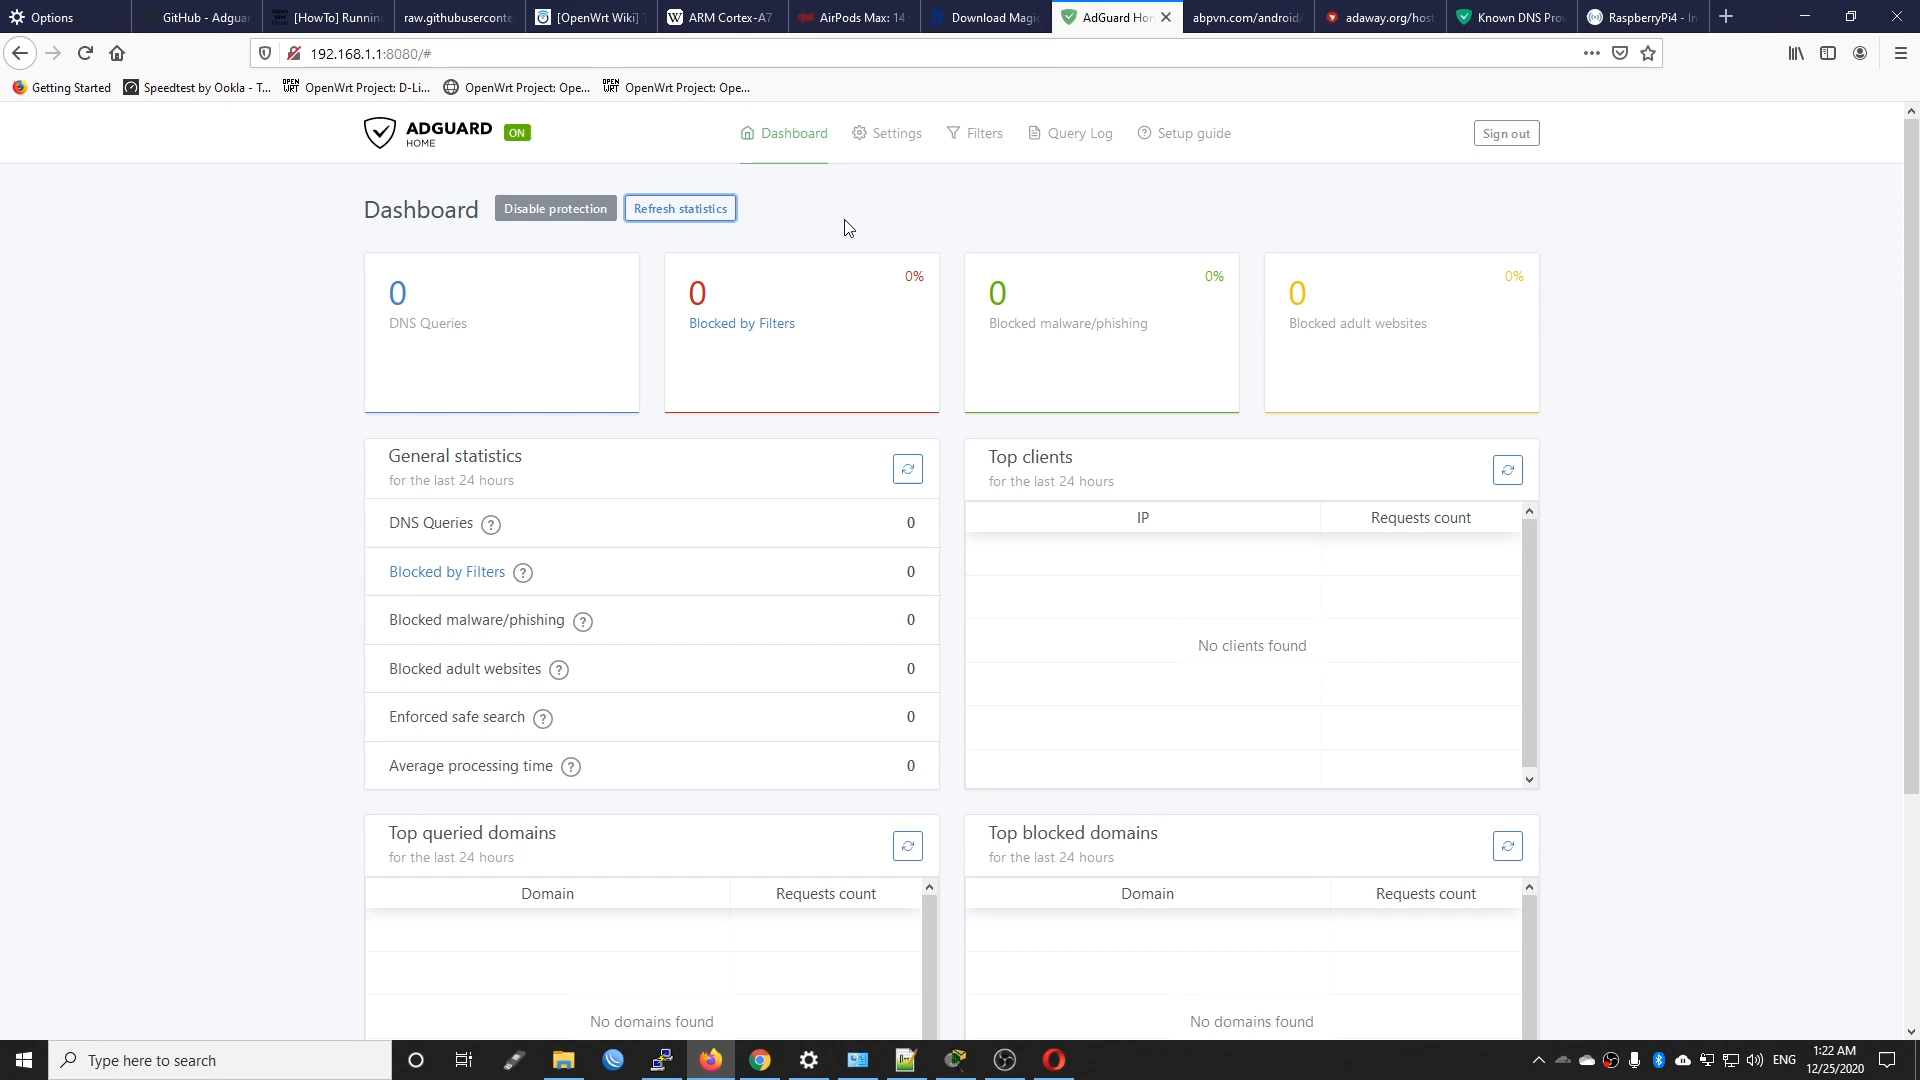 Options
GitHub - Adgua
[HowTo] Runnin
raw.githubuserconte
[OpenWrt Wiki] T
ARM Cortex-A7
AirPods Max: 14
Download Magi
AdGuard Ho
abpvn.com/android/
adaway.org/host
Known DNS Pro
RaspberryPi4 - In
192.168.1.1:8080/#
Getting Started
Speedtest by Ookla - T...
OpenWrt Project: D-Li...
OpenWrt Project: Ope...
OpenWrt Project: Ope...
ADGUARD
HOME
ON
Dashboard
Settings
Filters
Query Log
Setup guide
Sign out
Dashboard
Disable protection
Refresh statistics
0
DNS Queries
0%
0
Blocked by Filters
0%
0
Blocked malware/phishing
0%
0
Blocked adult websites
General statistics
for the last 24 hours
DNS Queries ? 0
Blocked by Filters ? 0
Blocked malware/phishing ? 0
Blocked adult websites ? 0
Enforced safe search ? 0
Average processing time ? 0
Top clients
for the last 24 hours
IP Requests count
No clients found
Top queried domains
for the last 24 hours
Domain Requests count
No domains found
Top blocked domains
for the last 24 hours
Domain Requests count
No domains found
Type here to search
ENG
1:22 AM
12/25/2020